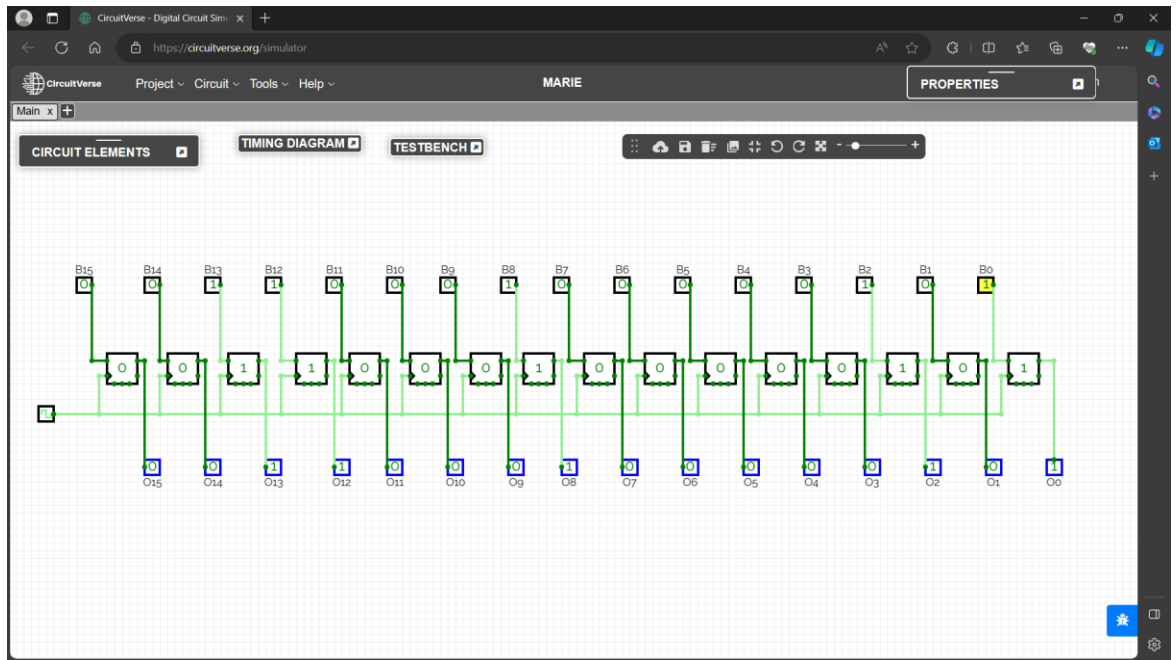 CircuitVerse - Digital Circuit Simu
https://circuitverse.org/simulator
CircuitVerse Project Circuit Tools Help MARIE PROPERTIES
Main x +
CIRCUIT ELEMENTS TIMING DIAGRAM TESTBENCH - +
B15 B14 B13 B12 B11 B10 B9 B8 B7 B6 B5 B4 B3 B2 B1 B0
0 0 1 1 0 0 0 1 0 0 0 0 0 1 0 1
0 0 1 1 0 0 0 1 0 0 0 0 0 1 0 1
0 0 1 1 0 0 0 1 0 0 0 0 0 1 0 1
O15 O14 O13 O12 O11 O10 O9 O8 O7 O6 O5 O4 O3 O2 O1 O0